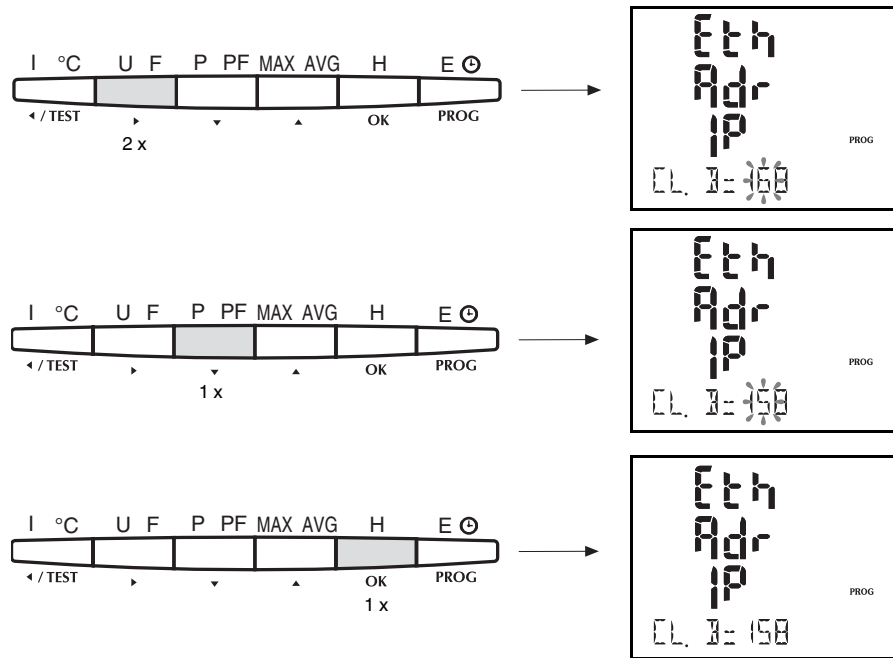 I °C U F P PF MAX AVG H E
/ TEST OK PROG
2 x
Eth
Adr
IP
PROG
CL. 3= 168
I °C U F P PF MAX AVG H E
/ TEST OK PROG
1 x
Eth
Adr
IP
PROG
CL. 3= 158
I °C U F P PF MAX AVG H E
/ TEST OK PROG
1 x
Eth
Adr
IP
PROG
CL. 3= 158